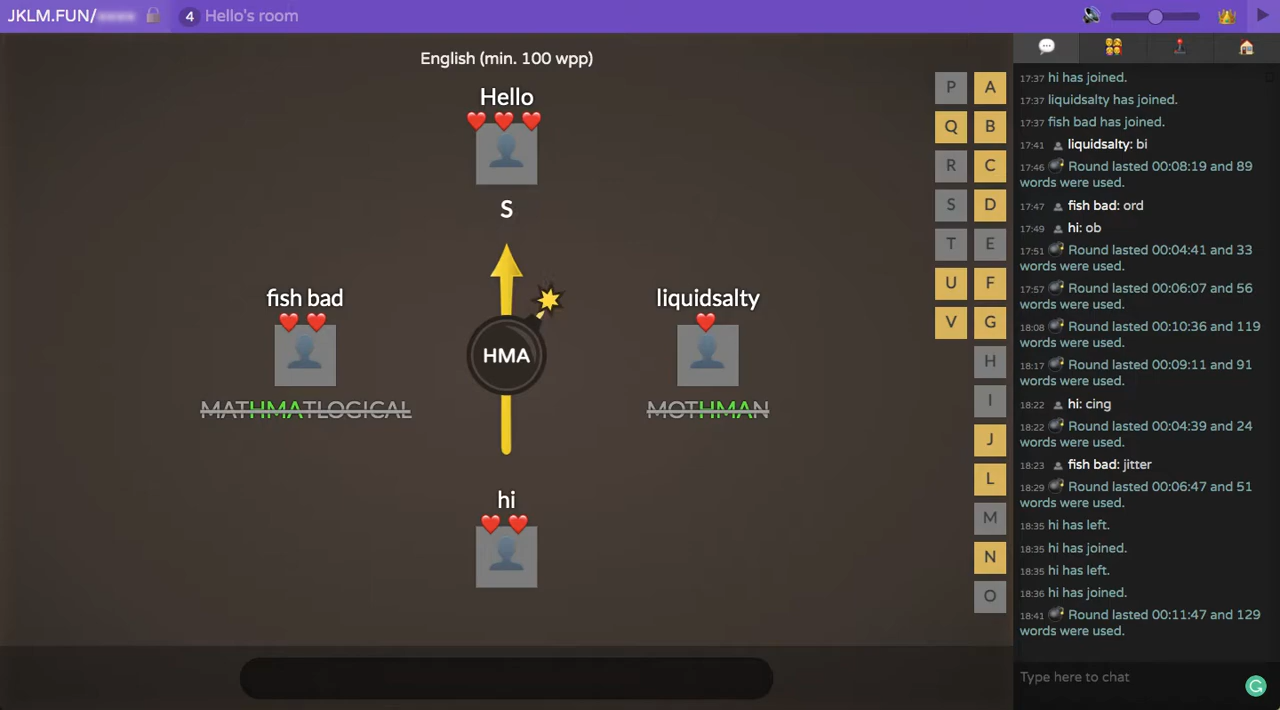 JKLM.FUN/
4 Hello's room
English (min. 100 wpp)
Hello
S
fish bad
MATHMATLOGICAL
HMA
liquidsalty
MOTHMAN
hi
P A
Q B
R C
S D
T E
U F
V G
H
I
J
L
M
N
O
17:37 hi has joined.
17:37 liquidsalty has joined.
17:37 fish bad has joined.
17:41 liquidsalty: bi
17:46 Round lasted 00:08:19 and 89
words were used.
17:47 fish bad: ord
17:49 hi: ob
17:51 Round lasted 00:04:41 and 33
words were used.
17:57 Round lasted 00:06:07 and 56
words were used.
18:08 Round lasted 00:10:36 and 119
words were used.
18:17 Round lasted 00:09:11 and 91
words were used.
18:22 hi: cing
18:22 Round lasted 00:04:39 and 24
words were used.
18:23 fish bad: jitter
18:29 Round lasted 00:06:47 and 51
words were used.
18:35 hi has left.
18:35 hi has joined.
18:35 hi has left.
18:36 hi has joined.
18:41 Round lasted 00:11:47 and 129
words were used.
Type here to chat